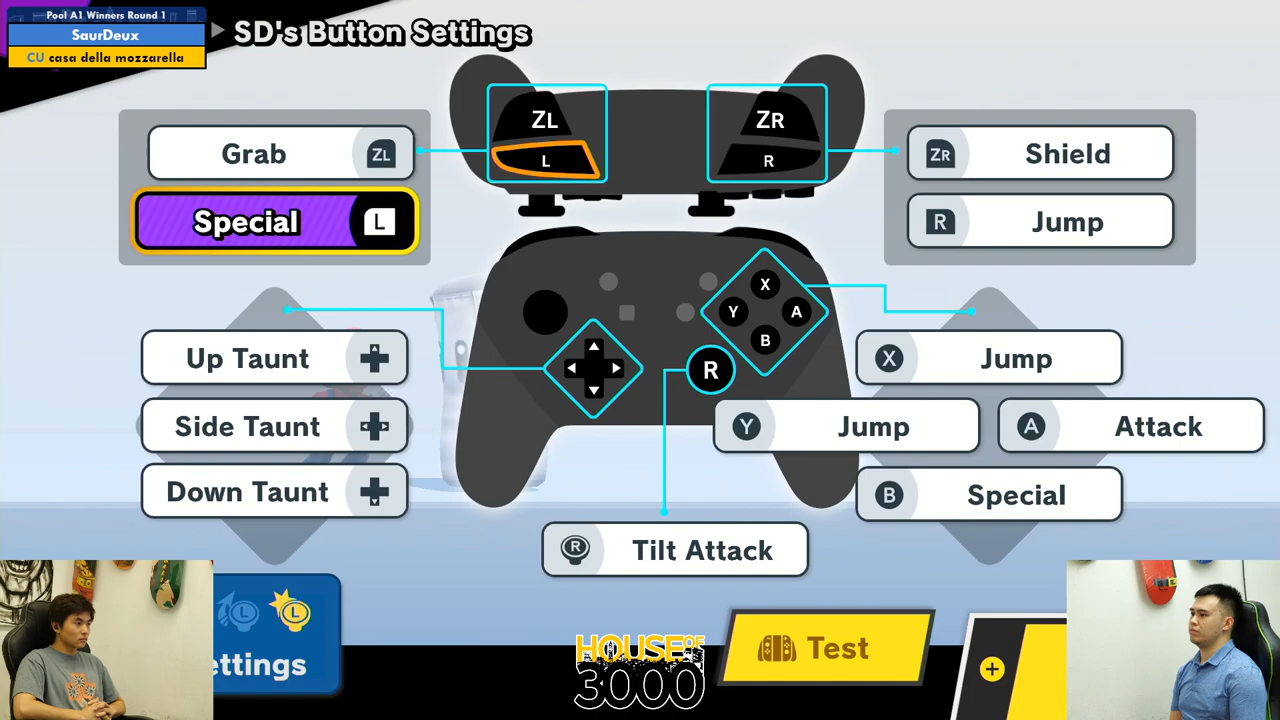 Pool A1 Winners Round 1
SaurDeux
CU casa della mozzarella
SD's Button Settings
ZL
L
ZR
R
Grab ZL
Special L
ZR Shield
R Jump
X
Y A
B
R
Up Taunt
Side Taunt
Down Taunt
X Jump
Y Jump
A Attack
B Special
R Tilt Attack
L L
ettings
HOUSE OF
3000
Test
+